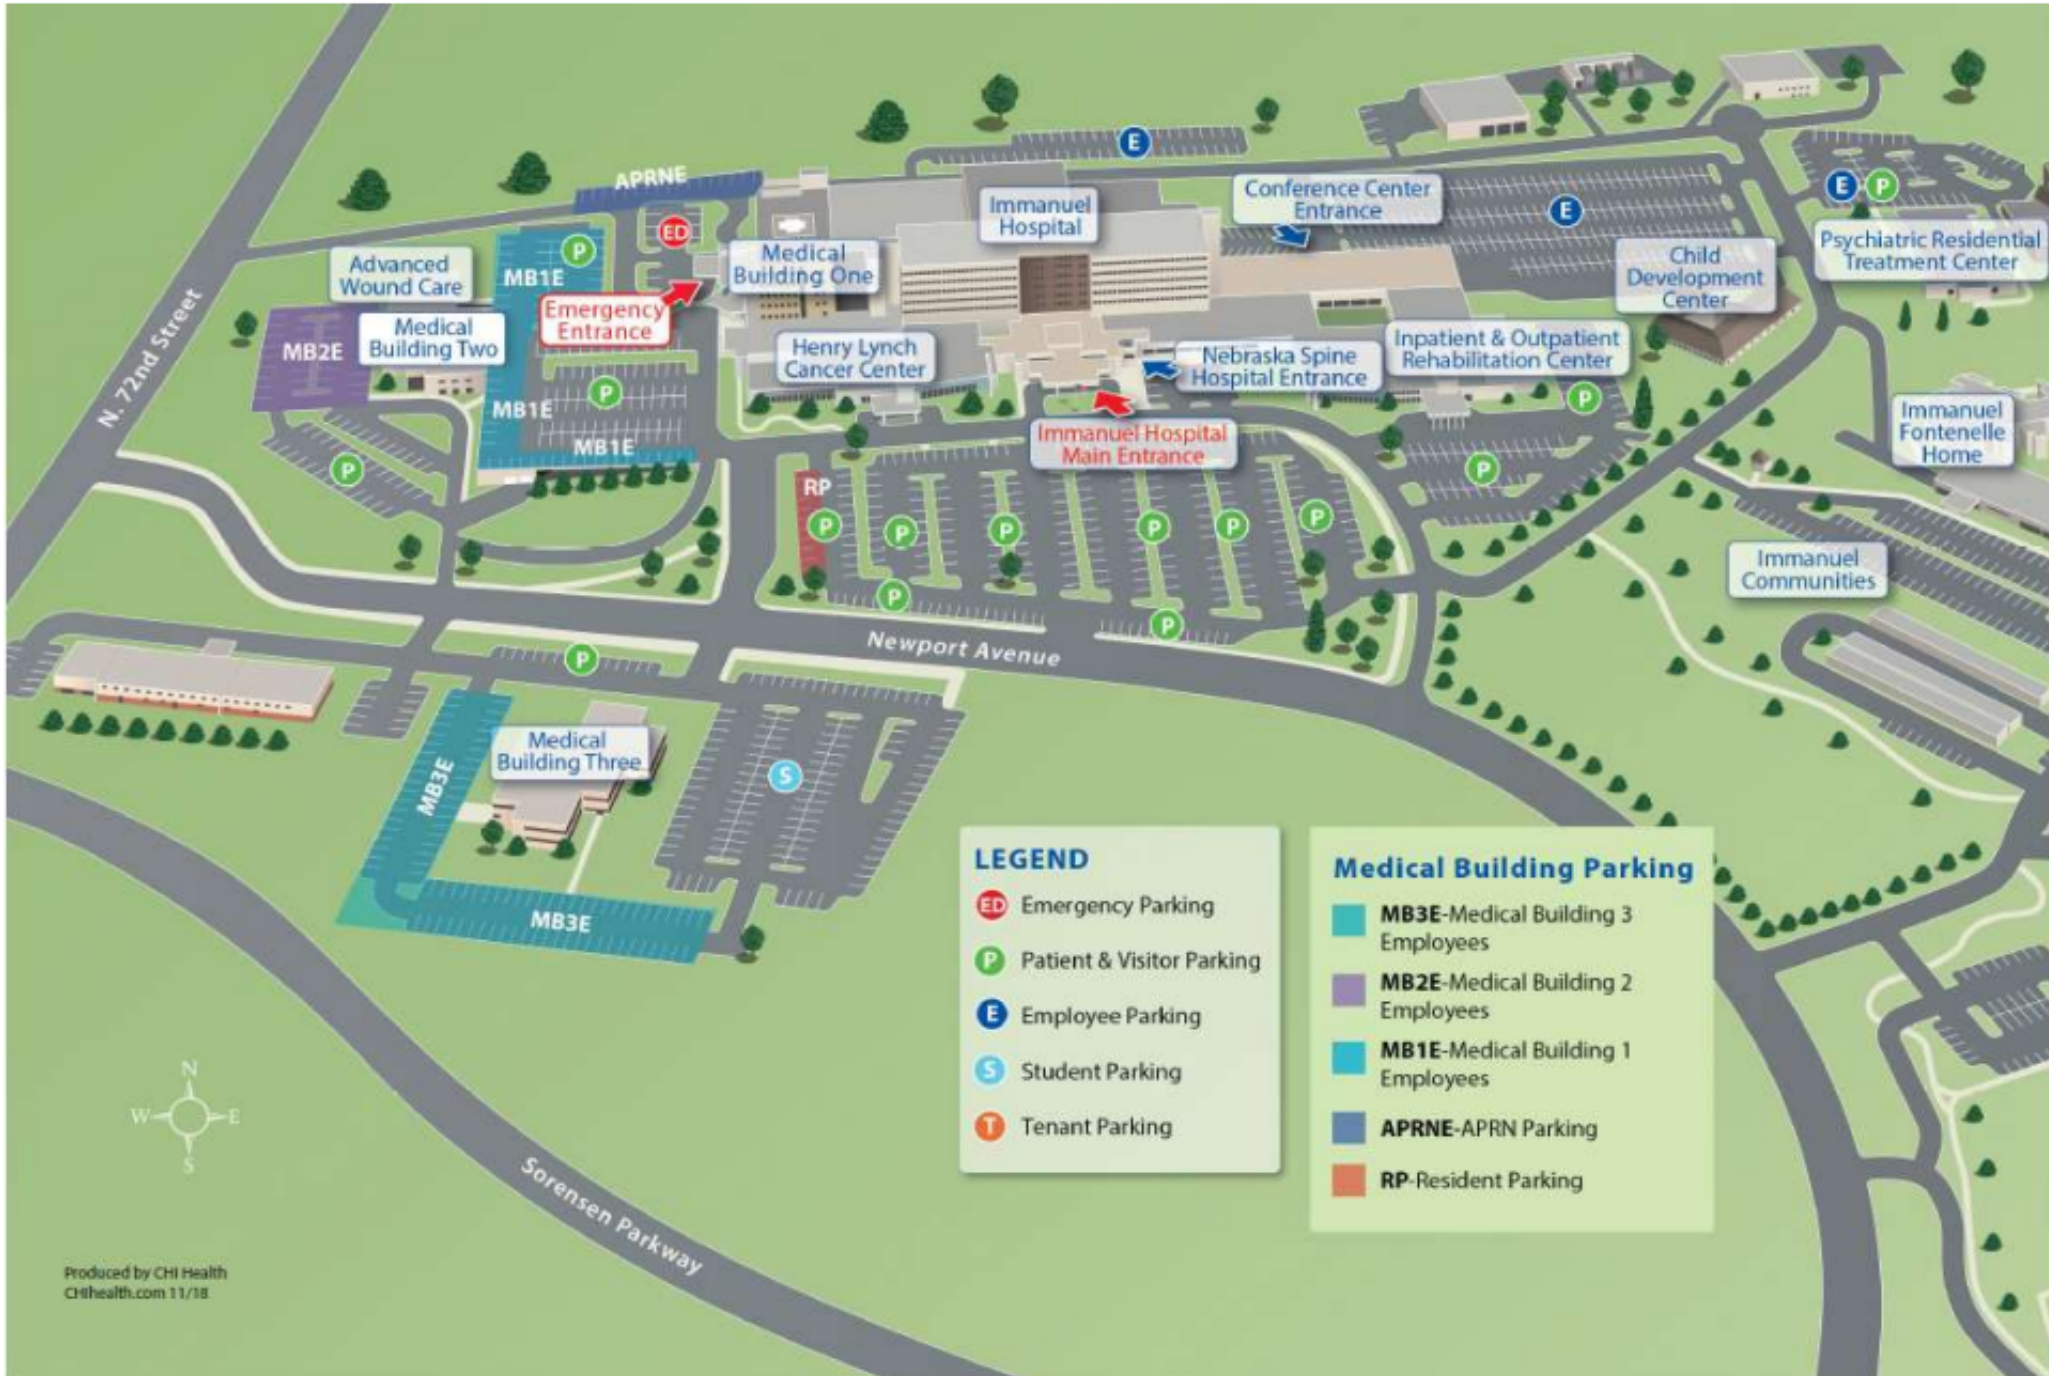 APRNE
E
ED
P
MB1E
Advanced
Wound Care
Medical
Building Two
MB2E
Emergency
Entrance
Medical
Building One
Immanuel
Hospital
Conference Center
Entrance
E
E
P
Psychiatric Residential
Treatment Center
Child
Development
Center
Henry Lynch
Cancer Center
Nebraska Spine
Hospital Entrance
Inpatient & Outpatient
Rehabilitation Center
Immanuel Hospital
Main Entrance
Immanuel
Fontenelle
Home
Immanuel
Communities
N. 72nd Street
P
MB1E
MB1E
P
P
P
RP
P
P
P
P
P
P
P
P
Newport Avenue
P
Medical
Building Three
MB3E
MB3E
S
Sorensen Parkway
LEGEND
ED Emergency Parking
P Patient & Visitor Parking
E Employee Parking
S Student Parking
T Tenant Parking
Medical Building Parking
MB3E-Medical Building 3
Employees
MB2E-Medical Building 2
Employees
MB1E-Medical Building 1
Employees
APRNE-APRN Parking
RP-Resident Parking
N
W E
S
Produced by CHI Health
CHIhealth.com 11/18